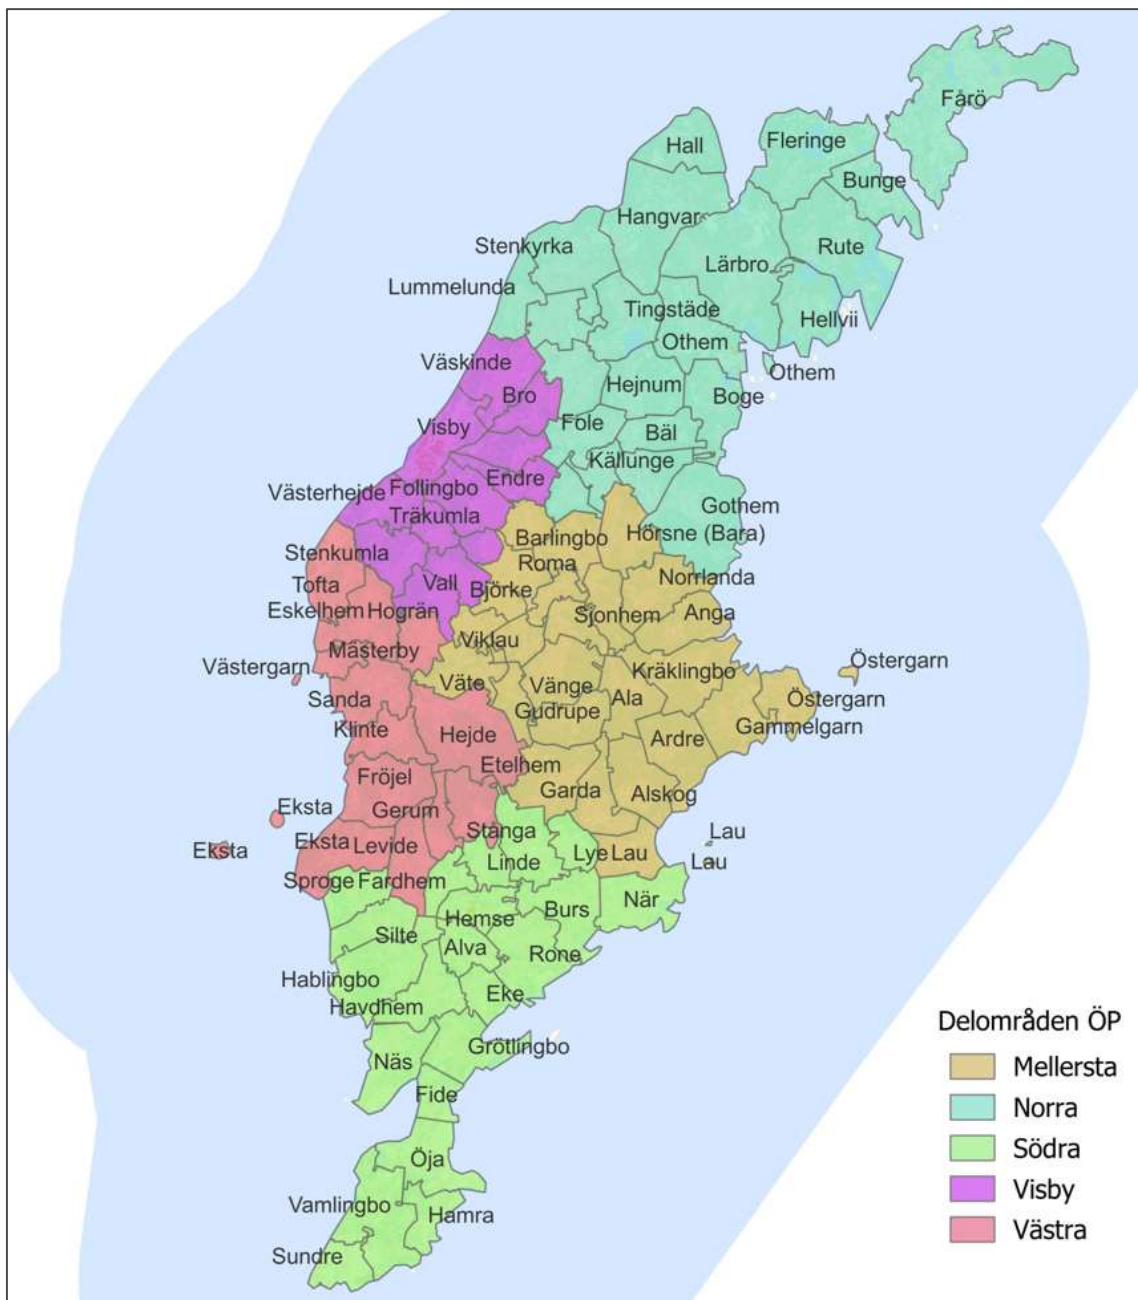 Fårö
Hall
Fleringe
Bunge
Hangvar
Stenkyrka
Rute
Lärbro
Lummelunda
Tingstäde
Hellvii
Othem
Väskinde
Othem
Hejnum
Bro
Boge
Visby
Fole
Bäl
Källunge
Endre
Follingbo
Västerhejde
Gothem
Träkumla
Hörsne (Bara)
Barlingbo
Stenkumla
Roma
Norrlanda
Tofta
Vall
Björke
Eskelhem
Hogrän
Sjonhem
Anga
Viklau
Mästerby
Östergarn
Västergarn
Kräklingbo
Väte
Vänge
Sanda
Ala
Östergarn
Gudrupe
Gammelgarn
Klinte
Hejde
Ardre
Etelhem
Fröjel
Garda
Alskog
Eksta
Gerum
Stånga
Lau
Eksta
Levide
Eksta
Linde
Lye
Lau
Lau
Sproge
Fardhem
När
Hemse
Burs
Silte
Alva
Rone
Hablingbo
Eke
Havdhem
Delområden ÖP
Grötlingbo
Näs
Mellersta
Fide
Norra
Södra
Öja
Visby
Vamlingbo
Hamra
Västra
Sundre